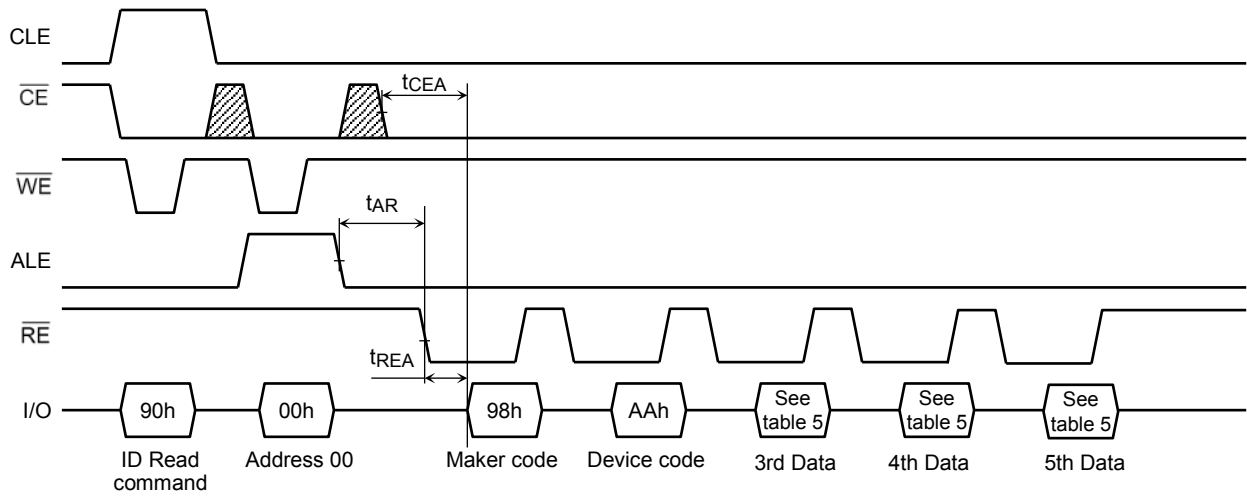 CLE
CE
tCEA
WE
tAR
ALE
RE
tREA
I/O
90h
00h
98h
AAh
See
table 5
See
table 5
See
table 5
ID Read
command
Address 00
Maker code
Device code
3rd Data
4th Data
5th Data